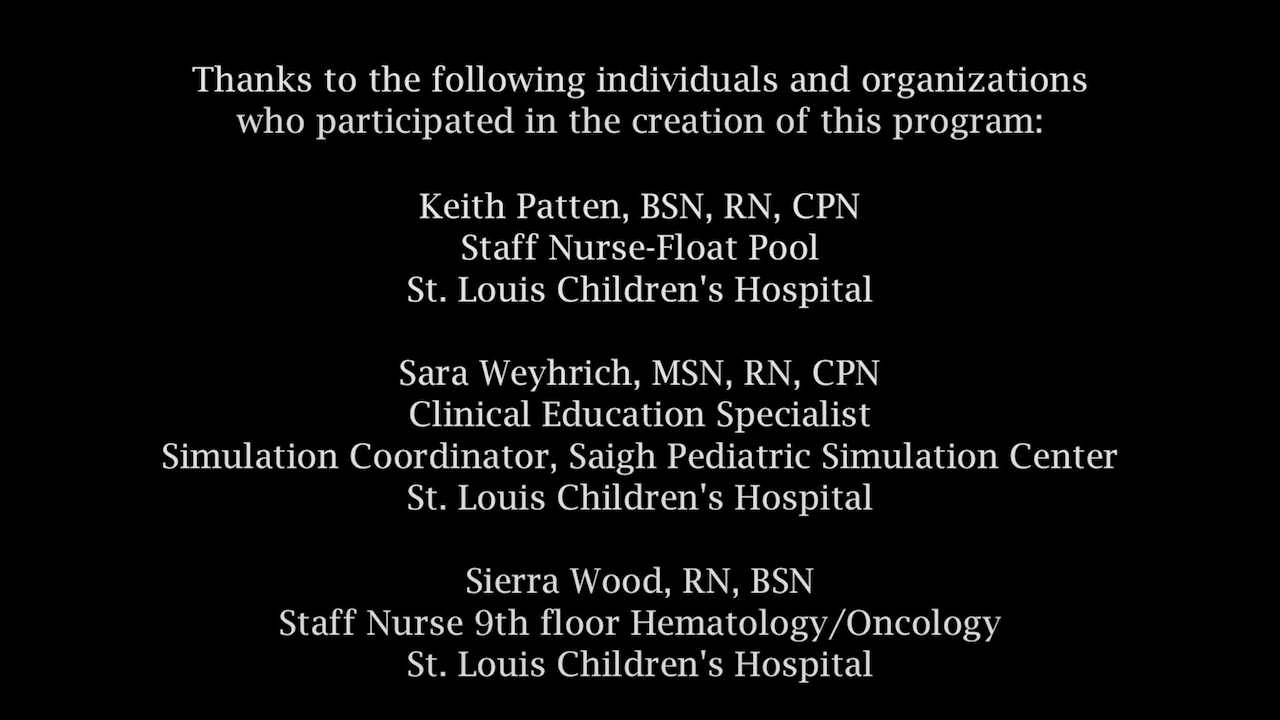 Thanks to the following individuals and organizations
who participated in the creation of this program:
Keith Patten, BSN, RN, CPN
Staff Nurse-Float Pool
St. Louis Children's Hospital
Sara Weyhrich, MSN, RN, CPN
Clinical Education Specialist
Simulation Coordinator, Saigh Pediatric Simulation Center
St. Louis Children's Hospital
Sierra Wood, RN, BSN
Staff Nurse 9th floor Hematology/Oncology
St. Louis Children's Hospital